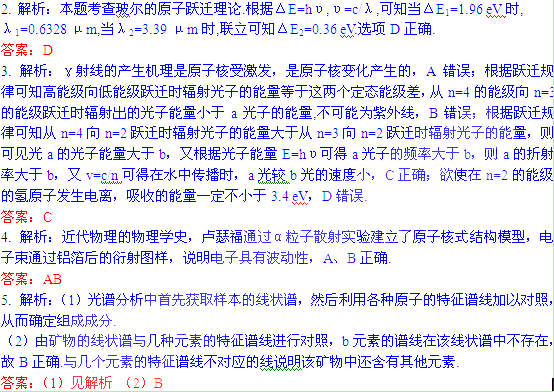 2. 解析：本题考查玻尔的原子跃迁理论.根据ΔE=hυ,υ=c/λ,可知当ΔE₁=1.96 eV时,
λ₁=0.6328 μm,当λ₂=3.39 μm时,联立可知ΔE₂=0.36 eV选项D正确.
答案：D
3. 解析：γ射线的产生机理是原子核受激发，是原子核变化产生的，A错误；根据跃迁规
律可知高能级向低能级跃迁时辐射光子的能量等于这两个定态能级差，从n=4的能级向n=3
的能级跃迁时辐射出的光子能量小于a光子的能量,不可能为紫外线，B错误；根据跃迁规
律可知从n=4向n=2跃迁时辐射光子的能量大于从n=3向n=2跃迁时辐射光子的能量，则
可见光a的光子能量大于b，又根据光子能量E=hυ可得a光子的频率大于b，则a的折射
率大于b，又v=c/n可得在水中传播时，a光较b光的速度小，C正确；欲使在n=2的能级
的氢原子发生电离，吸收的能量一定不小于3.4 eV，D错误.
答案：C
4. 解析：近代物理的物理学史，卢瑟福通过α粒子散射实验建立了原子核式结构模型，电
子束通过铝箔后的衍射图样，说明电子具有波动性，A、B正确.
答案：AB
5. 解析：（1）光谱分析中首先获取样本的线状谱，然后利用各种原子的特征谱线加以对照，
从而确定组成成分.
（2）由矿物的线状谱与几种元素的特征谱线进行对照，b元素的谱线在该线状谱中不存在，
故B正确.与几个元素的特征谱线不对应的线说明该矿物中还含有其他元素.
答案：（1）见解析 （2）B